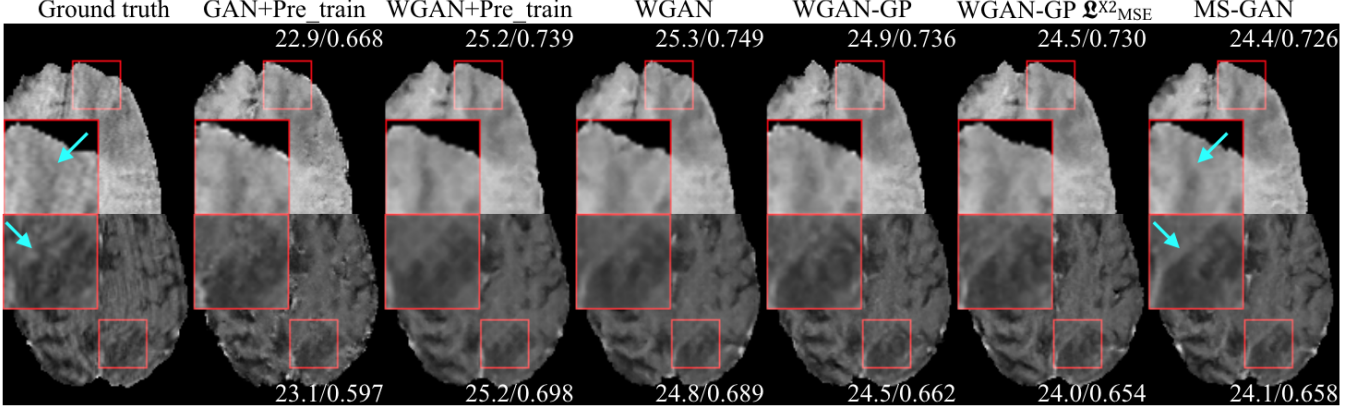 Ground truth GAN+Pre_train WGAN+Pre_train WGAN WGAN-GP WGAN-GP 𝕷ˣ²MSE MS-GAN
22.9/0.668 25.2/0.739 25.3/0.749 24.9/0.736 24.5/0.730 24.4/0.726
23.1/0.597 25.2/0.698 24.8/0.689 24.5/0.662 24.0/0.654 24.1/0.658